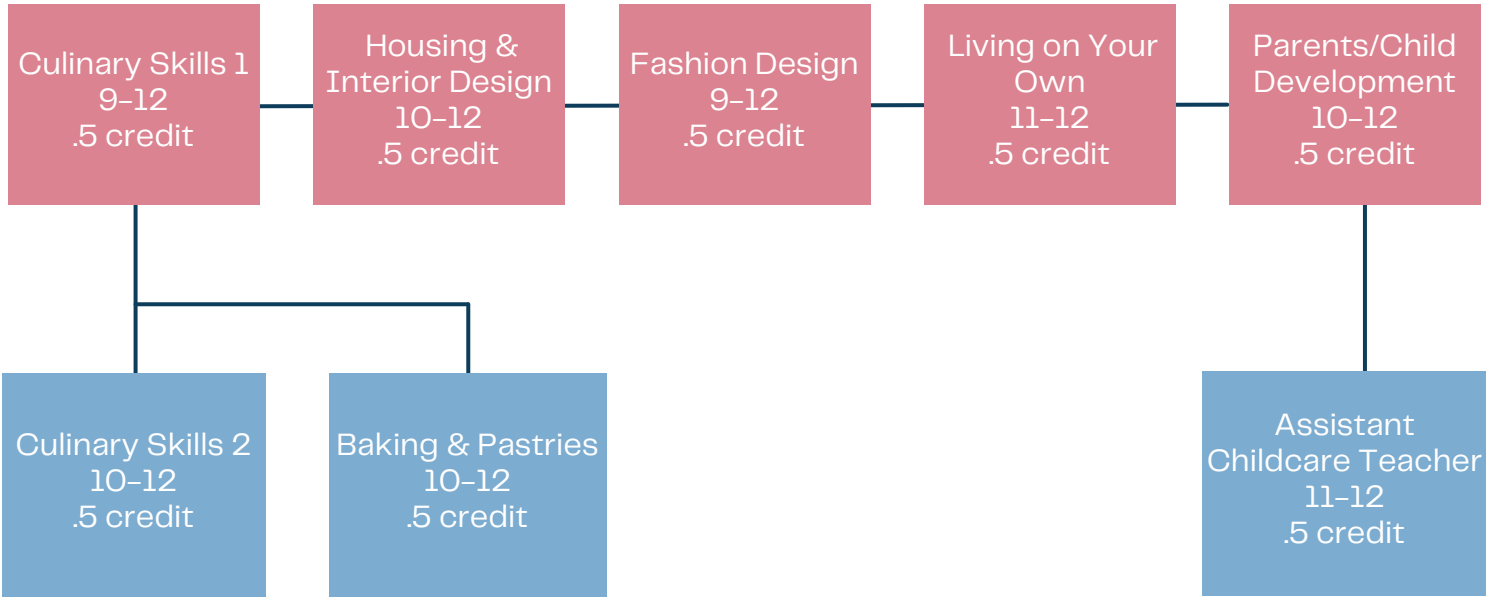 Culinary Skills 1
9-12
.5 credit
Housing &
Interior Design
10-12
.5 credit
Fashion Design
9-12
.5 credit
Living on Your
Own
11-12
.5 credit
Parents/Child
Development
10-12
.5 credit
Culinary Skills 2
10-12
.5 credit
Baking & Pastries
10-12
.5 credit
Assistant
Childcare Teacher
11-12
.5 credit